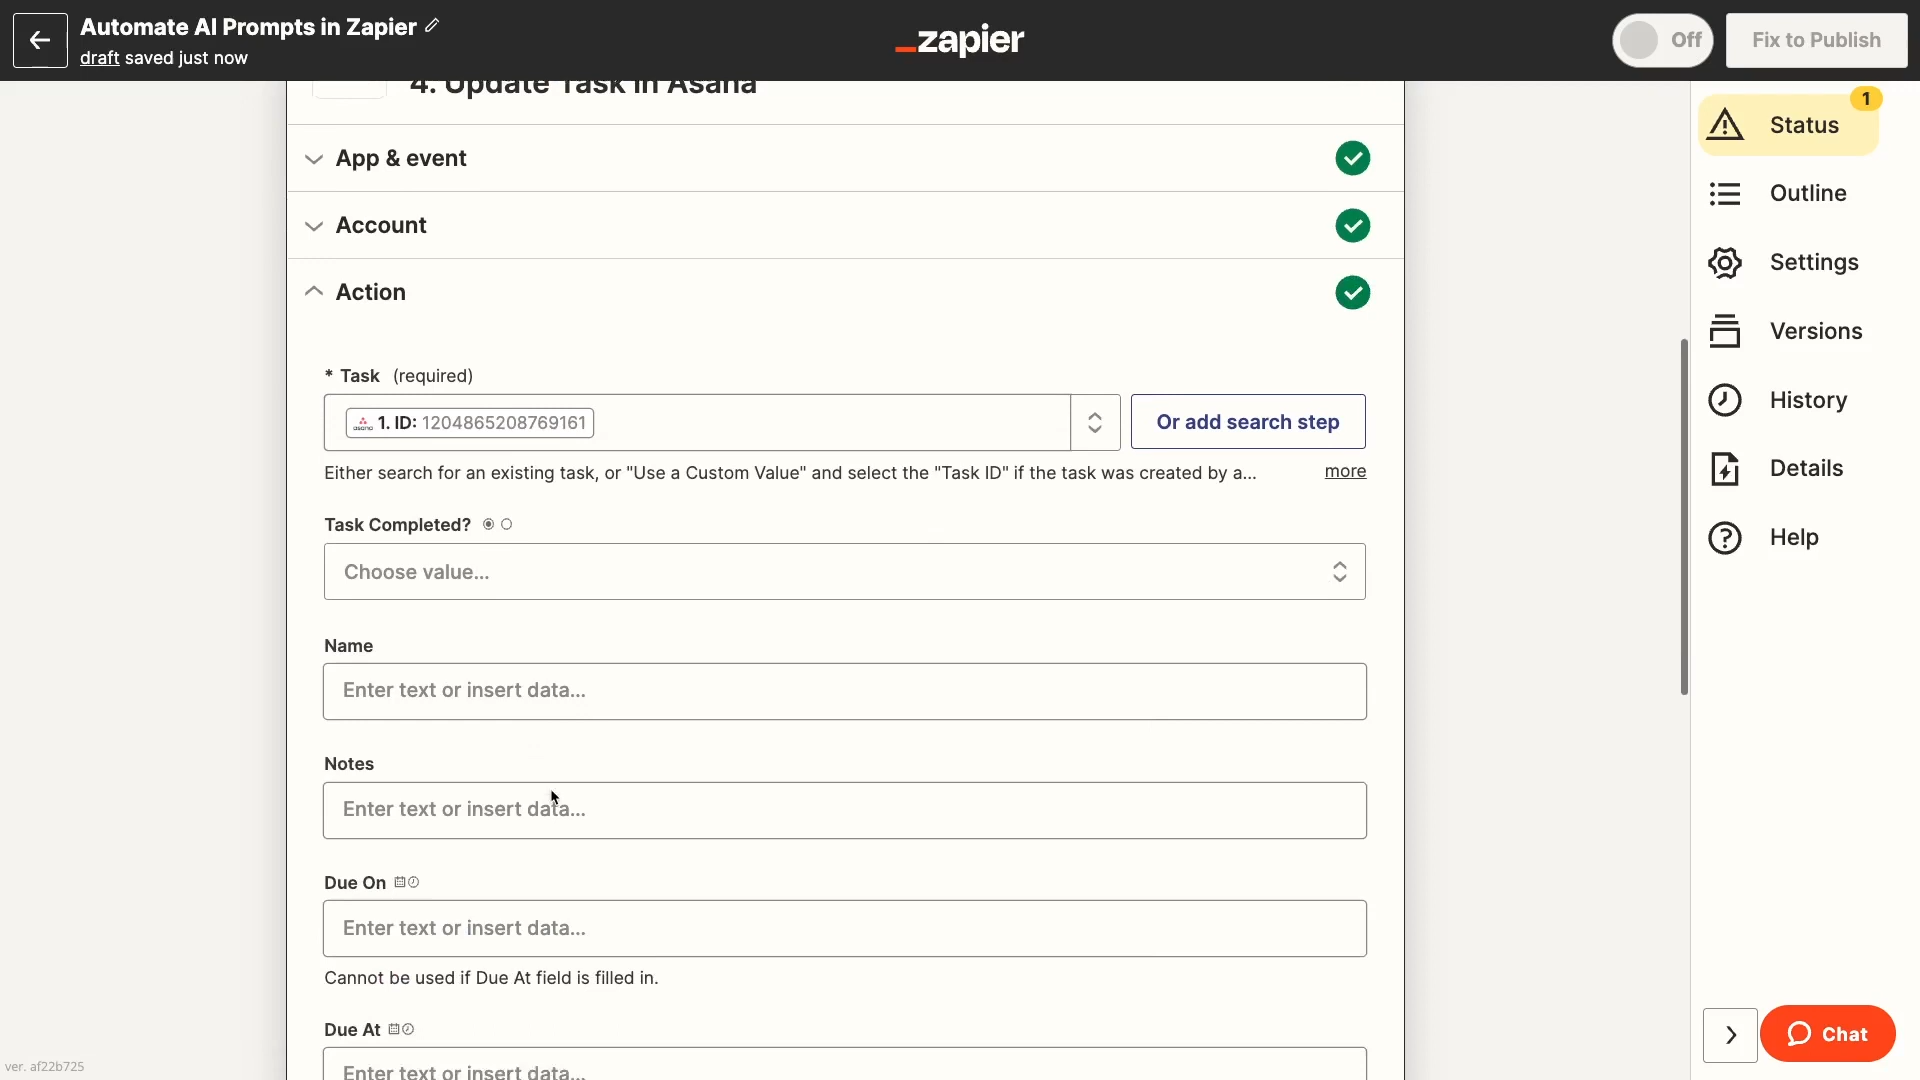 Automate AI Prompts in Zapier
draft saved just now
zapier
Off
Fix to Publish
4. Update Task in Asana
App & event
Account
Action
* Task (required)
asana 1. ID: 1204865208769161
Or add search step
Either search for an existing task, or "Use a Custom Value" and select the "Task ID" if the task was created by a... more
Task Completed?
Choose value...
Name
Enter text or insert data...
Notes
Enter text or insert data...
Due On
Enter text or insert data...
Cannot be used if Due At field is filled in.
Due At
Enter text or insert data...
1
Status
Outline
Settings
Versions
History
Details
Help
Chat
ver. af22b725